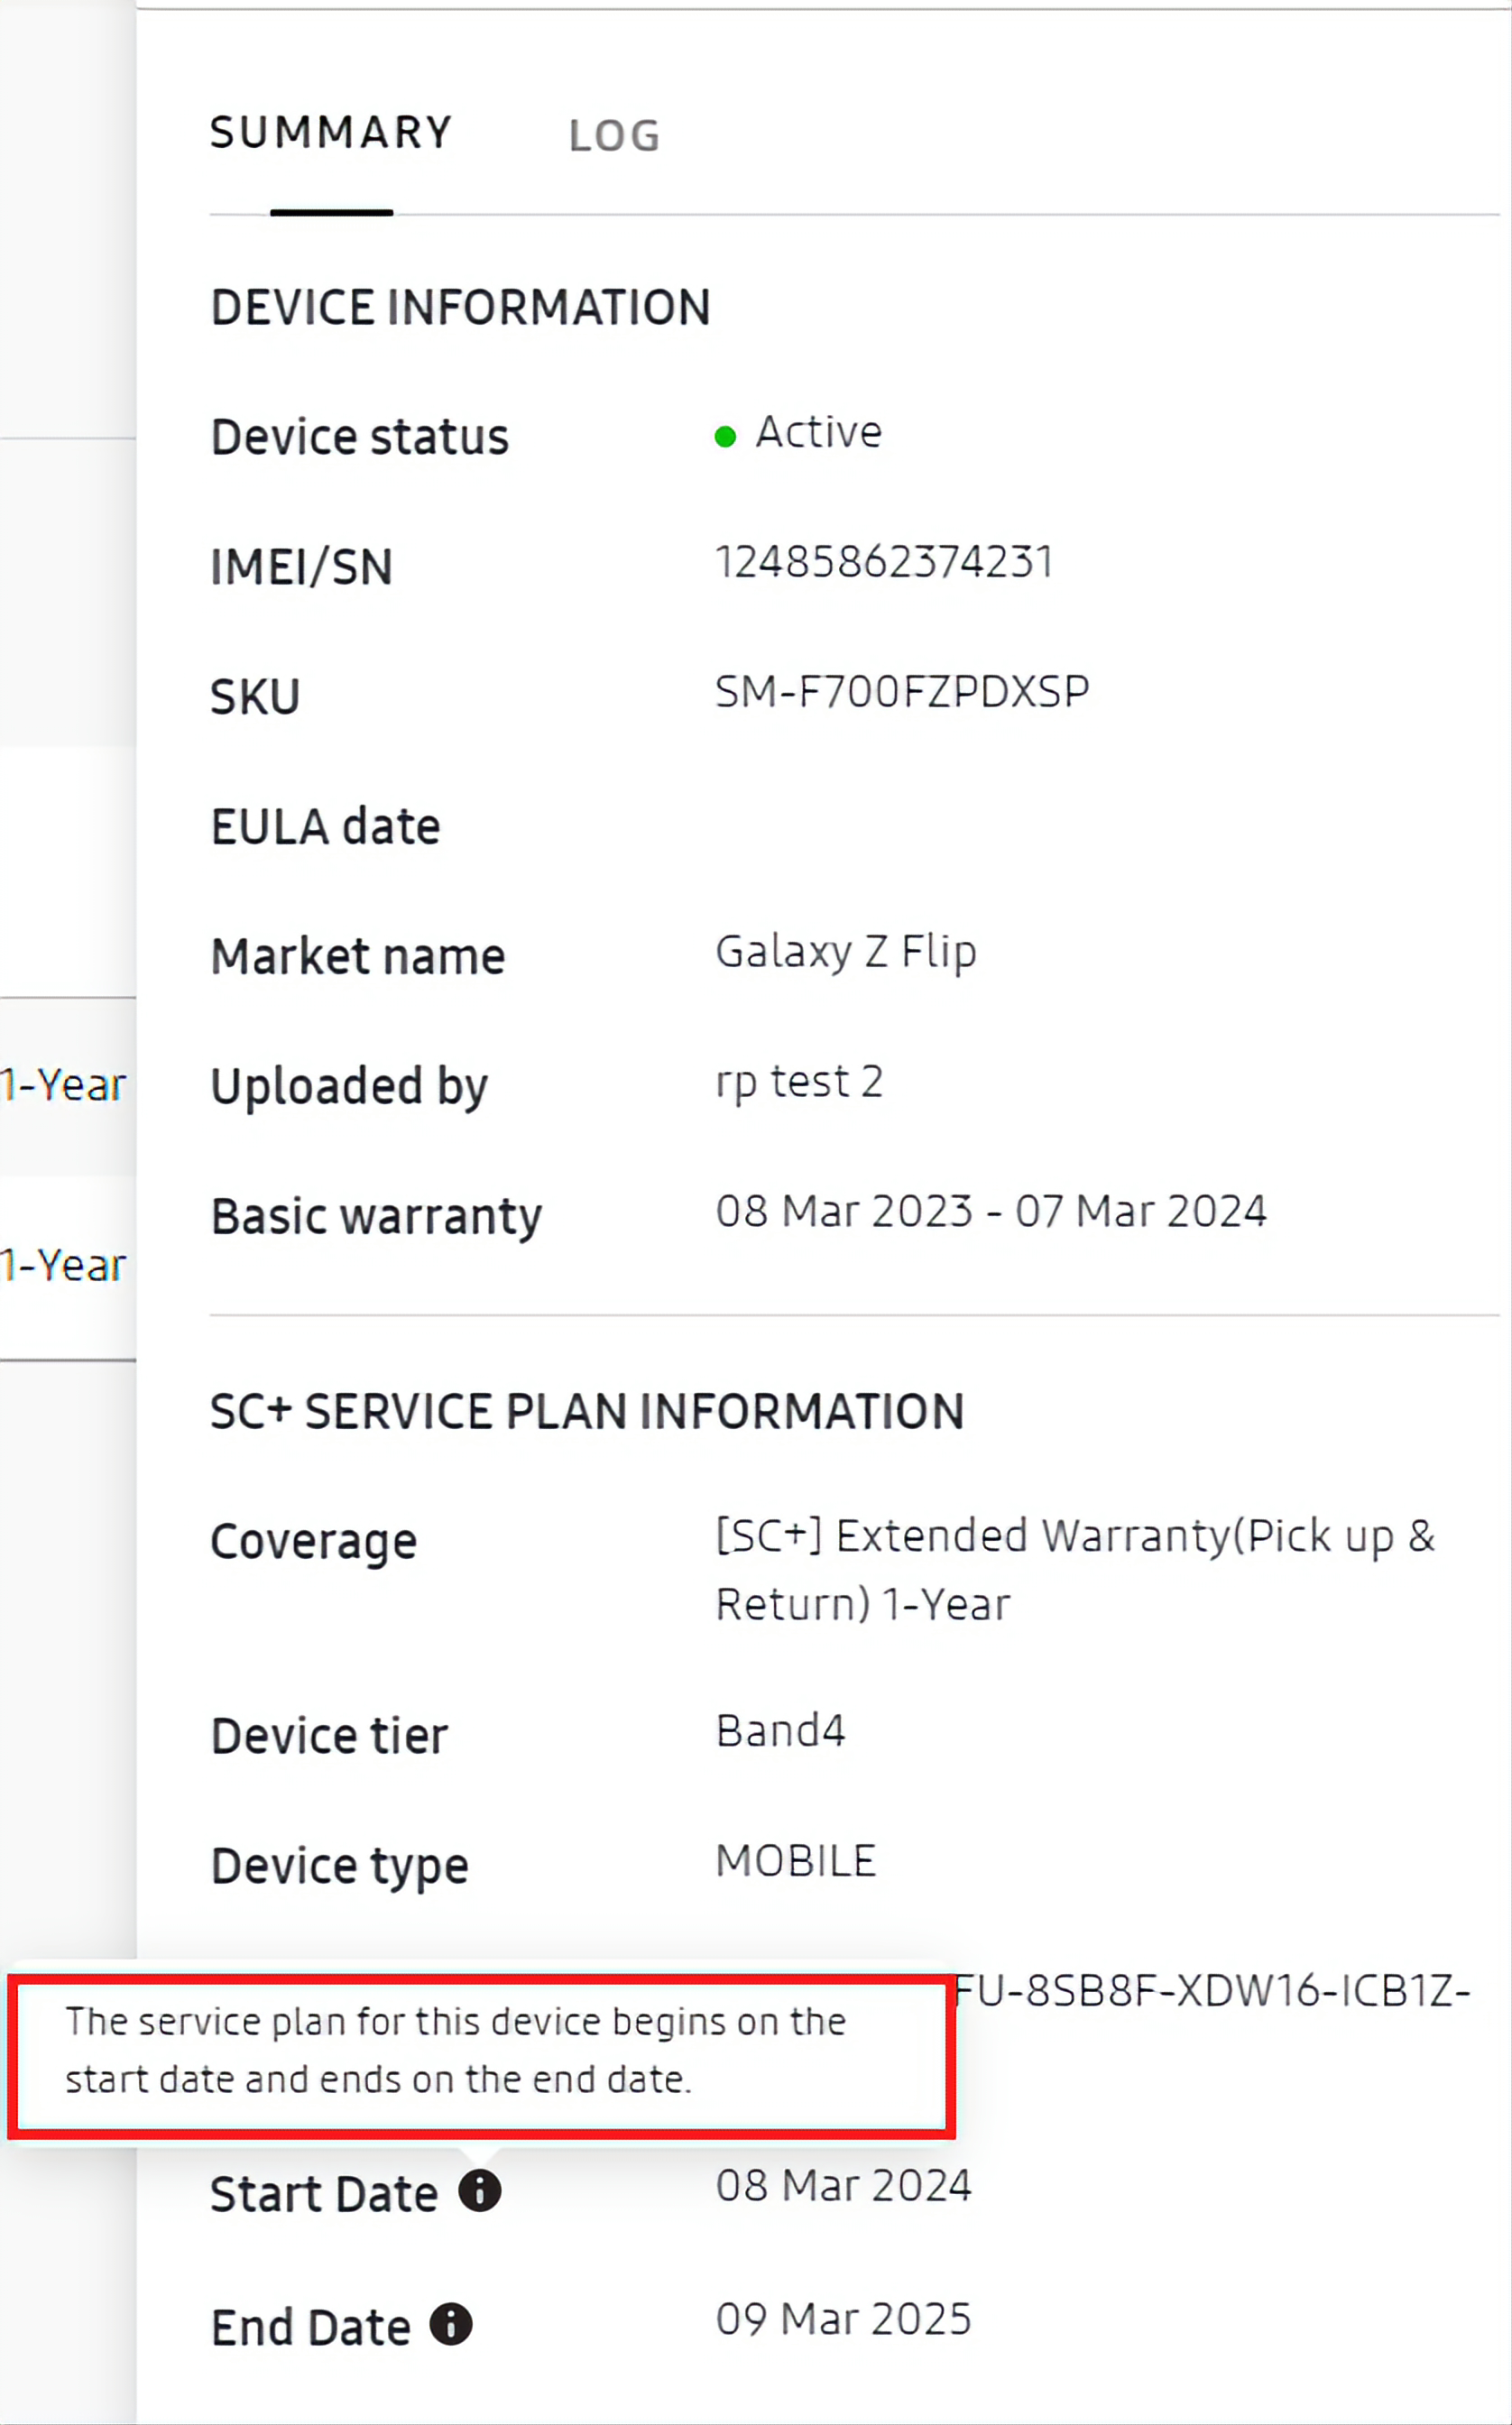 SUMMARY LOG
DEVICE INFORMATION
Device status Active
IMEI/SN 12485862374231
SKU SM-F700FZPDXSP
EULA date
Market name Galaxy Z Flip
1-Year
Uploaded by rp test 2
Basic warranty 08 Mar 2023 - 07 Mar 2024
1-Year
SC+ SERVICE PLAN INFORMATION
Coverage [SC+] Extended Warranty(Pick up &
Return) 1-Year
Device tier Band4
Device type MOBILE
FU-8SB8F-XDW16-ICB1Z-
The service plan for this device begins on the
start date and ends on the end date.
Start Date 08 Mar 2024
End Date 09 Mar 2025